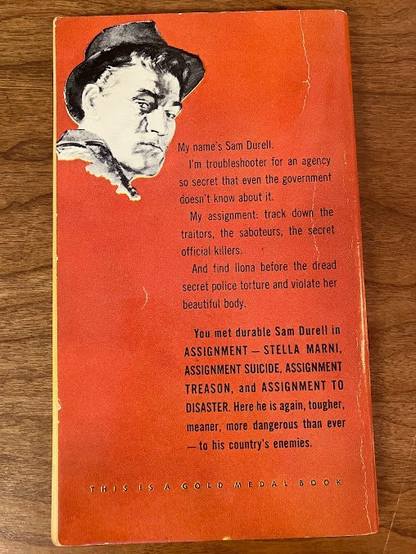 My name's Sam Durell.
I'm troubleshooter for an agency
so secret that even the government
doesn't know about it.
My assignment: track down the
traitors, the saboteurs, the secret
official killers.
And find Ilona before the dread
secret police torture and violate her
beautiful body.
You met durable Sam Durell in
ASSIGNMENT — STELLA MARNI,
ASSIGNMENT SUICIDE, ASSIGNMENT
TREASON, and ASSIGNMENT TO
DISASTER. Here he is again, tougher,
meaner, more dangerous than ever
— to his country's enemies.
THIS IS A GOLD MEDAL BOOK